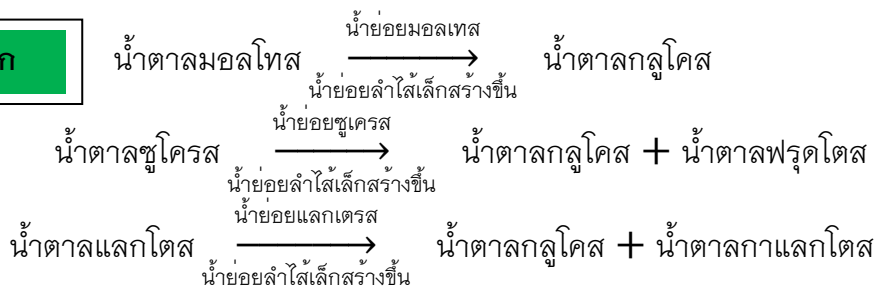 น้ำย่อยมอลเทส
น้ำตาลมอลโทส ⟶ น้ำตาลกลูโคส
น้ำย่อยลำไส้เล็กสร้างขึ้น
น้ำย่อยซูเครส
น้ำตาลซูโครส ⟶ น้ำตาลกลูโคส + น้ำตาลฟรุดโตส
น้ำย่อยลำไส้เล็กสร้างขึ้น
น้ำย่อยแลกเตรส
น้ำตาลแลกโตส ⟶ น้ำตาลกลูโคส + น้ำตาลกาแลกโตส
น้ำย่อยลำไส้เล็กสร้างขึ้น